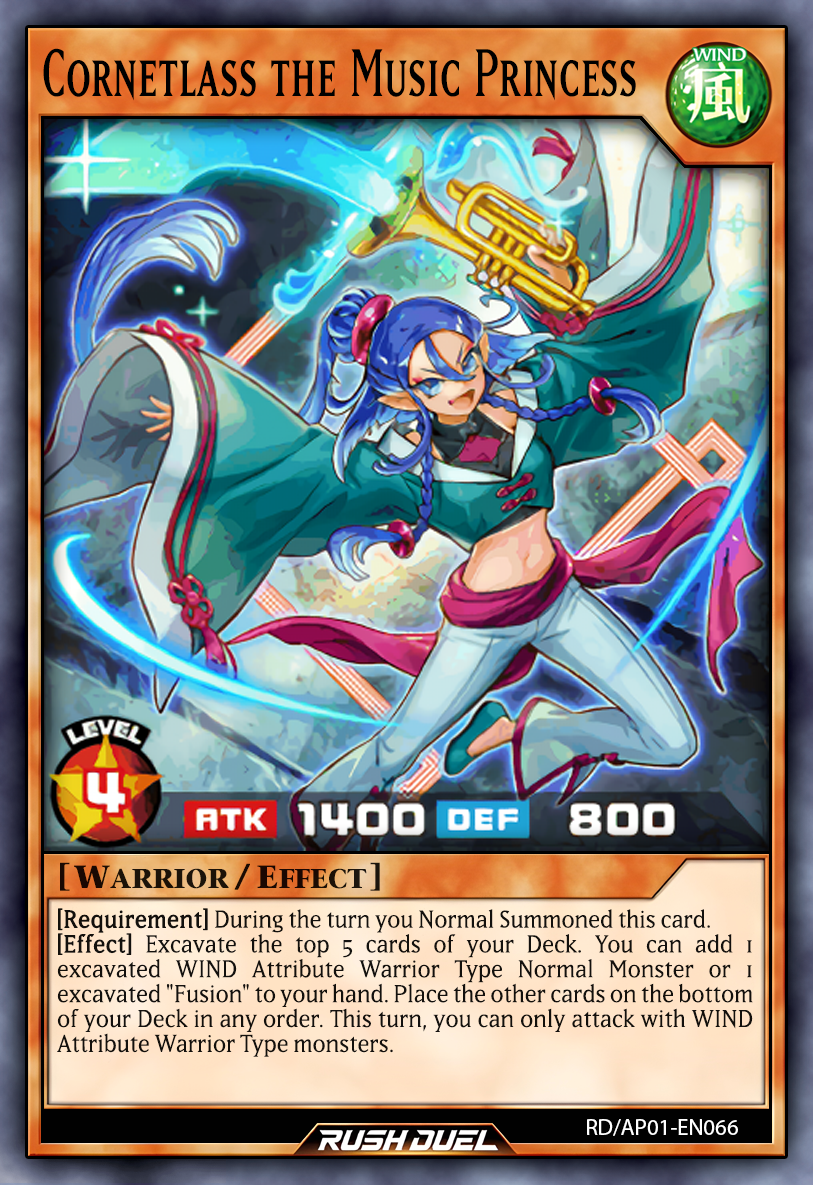 Cornetlass the Music Princess
WIND
風
LEVEL
4
ATK 1400 DEF 800
[Warrior / Effect]
[Requirement] During the turn you Normal Summoned this card.
[Effect] Excavate the top 5 cards of your Deck. You can add 1
excavated WIND Attribute Warrior Type Normal Monster or 1
excavated "Fusion" to your hand. Place the other cards on the bottom
of your Deck in any order. This turn, you can only attack with WIND
Attribute Warrior Type monsters.
RD/AP01-EN066
RUSH DUEL